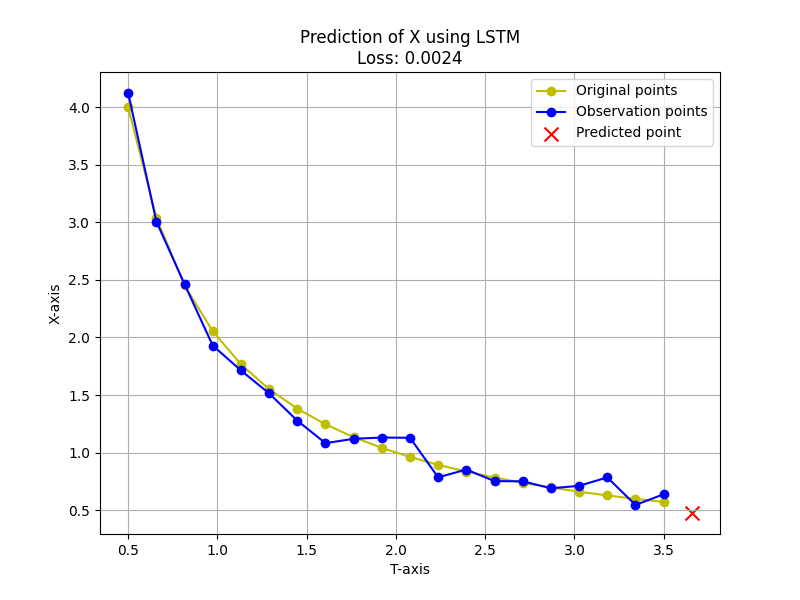 Prediction of X using LSTM
Loss: 0.0024
Original points
Observation points
Predicted point
X-axis
4.0
3.5
3.0
2.5
2.0
1.5
1.0
0.5
0.5 1.0 1.5 2.0 2.5 3.0 3.5
T-axis